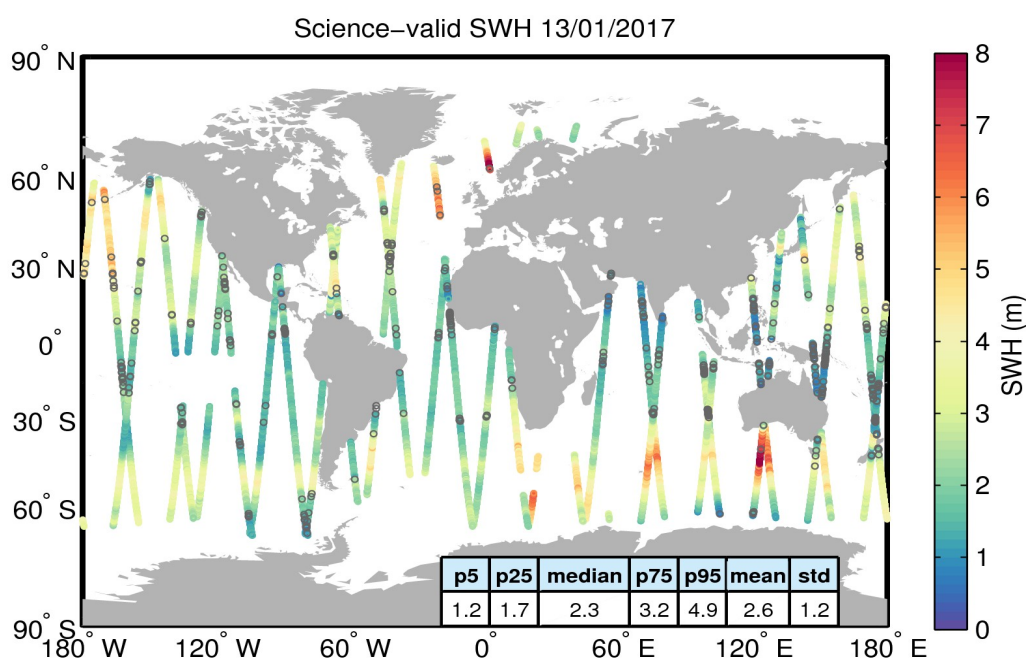 Science−valid SWH 13/01/2017
90° N
60° N
30° N
0°
30° S
60° S
90° S
180° W
120° W
60° W
0°
60° E
120° E
180° E
p5 p25 median p75 p95 mean std
1.2 1.7 2.3 3.2 4.9 2.6 1.2
8
7
6
5
4
3
2
1
0
SWH (m)